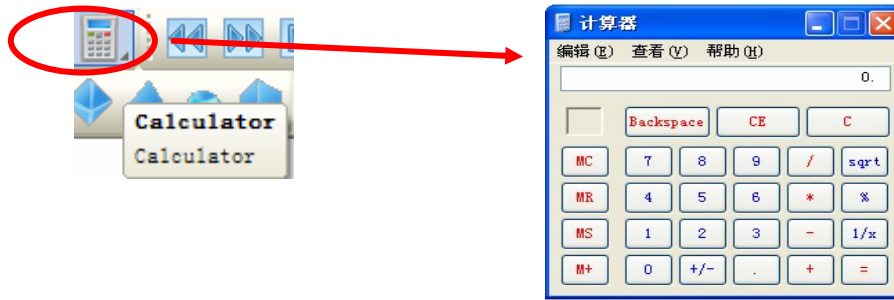 Calculator
Calculator
计算器
编辑(E) 查看(V) 帮助(H)
0.
Backspace CE C
MC 7 8 9 / sqrt
MR 4 5 6 * %
MS 1 2 3 - 1/x
M+ 0 +/- . + =